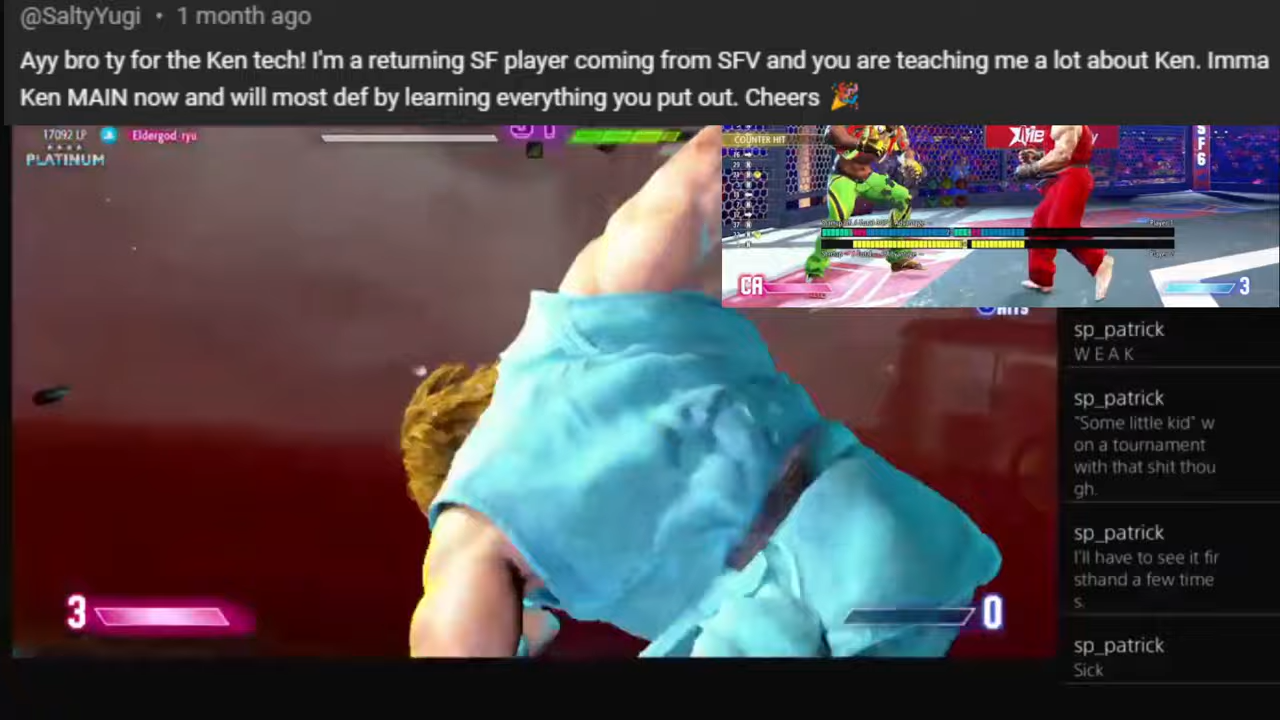 @SaltyYugi • 1 month ago
Ayy bro ty for the Ken tech! I'm a returning SF player coming from SFV and you are teaching me a lot about Ken. Imma
Ken MAIN now and will most def by learning everything you put out. Cheers 🎉
17092 LP
Eldergod-ryu
PLATINUM
COUNTER HIT
SF6
CA
3
HITS
sp_patrick
W E A K
sp_patrick
"Some little kid" w
on a tournament
with that shit thou
gh.
sp_patrick
I'll have to see it fir
sthand a few time
s.
sp_patrick
Sick
3
0